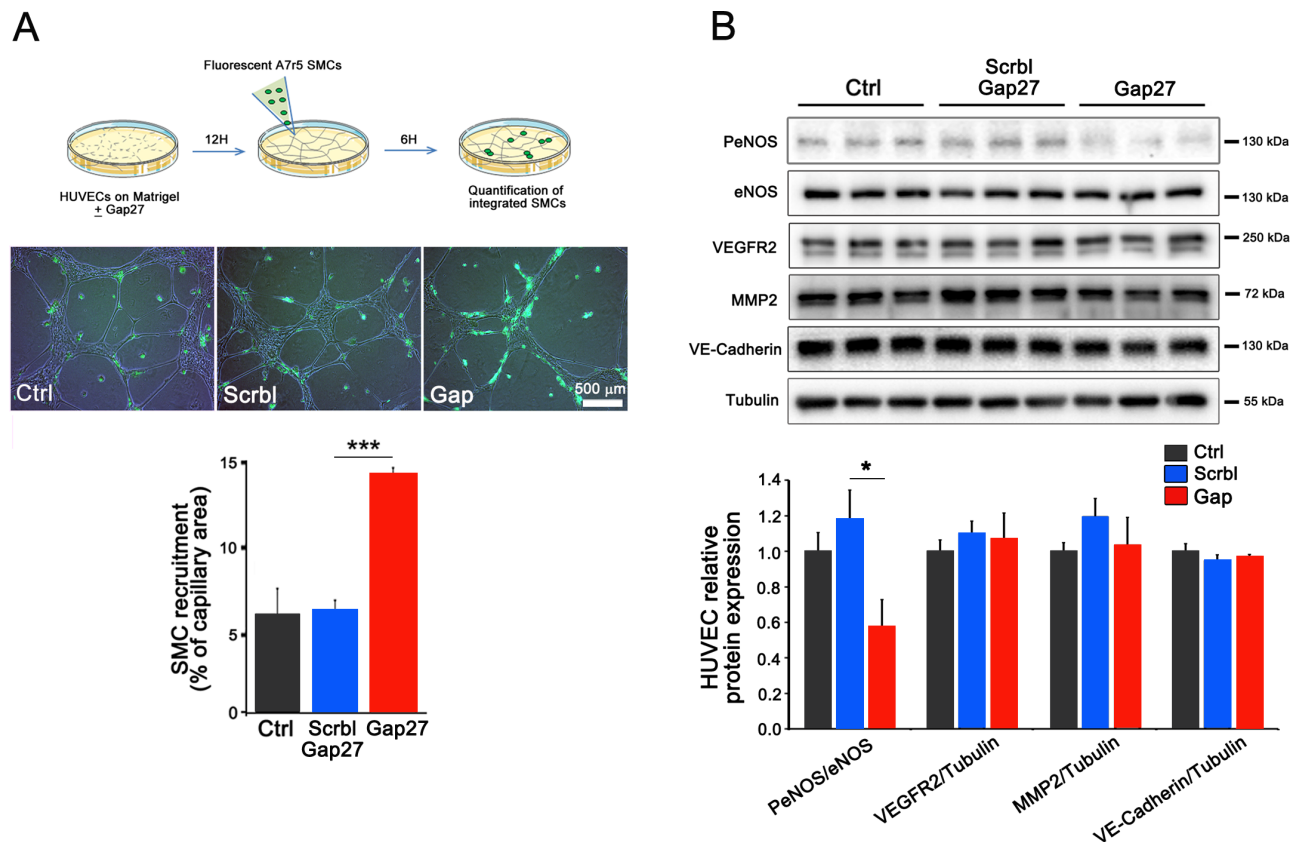 A
Fluorescent A7r5 SMCs
12H
6H
HUVECs on Matrigel
+ Gap27
Quantification of
integrated SMCs
Ctrl
Scrbl
Gap
500 µm
***
SMC recruitment
(% of capillary area)
15
10
5
0
Ctrl
Scrbl
Gap27
Gap27
B
Ctrl
Scrbl
Gap27
Gap27
PeNOS
130 kDa
eNOS
130 kDa
VEGFR2
250 kDa
MMP2
72 kDa
VE-Cadherin
130 kDa
Tubulin
55 kDa
Ctrl
Scrbl
Gap
*
HUVEC relative
protein expression
1.4
1.2
1.0
0.8
0.6
0.4
0.2
0.0
PeNOS/eNOS
VEGFR2/Tubulin
MMP2/Tubulin
VE-Cadherin/Tubulin